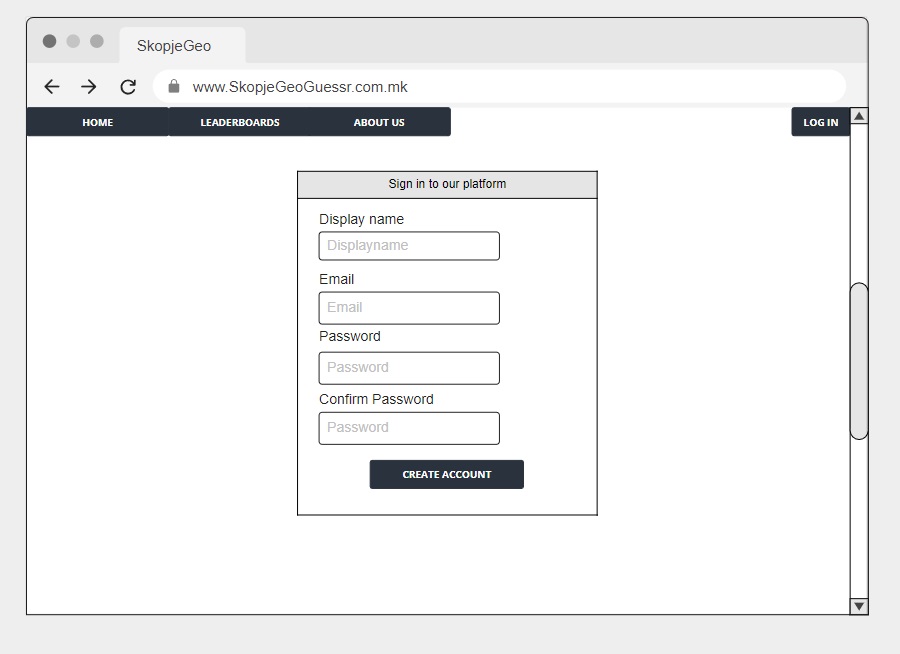 SkopjeGeo
www.SkopjeGeoGuessr.com.mk
HOME LEADERBOARDS ABOUT US LOG IN
Sign in to our platform
Display name
Displayname
Email
Email
Password
Password
Confirm Password
Password
CREATE ACCOUNT